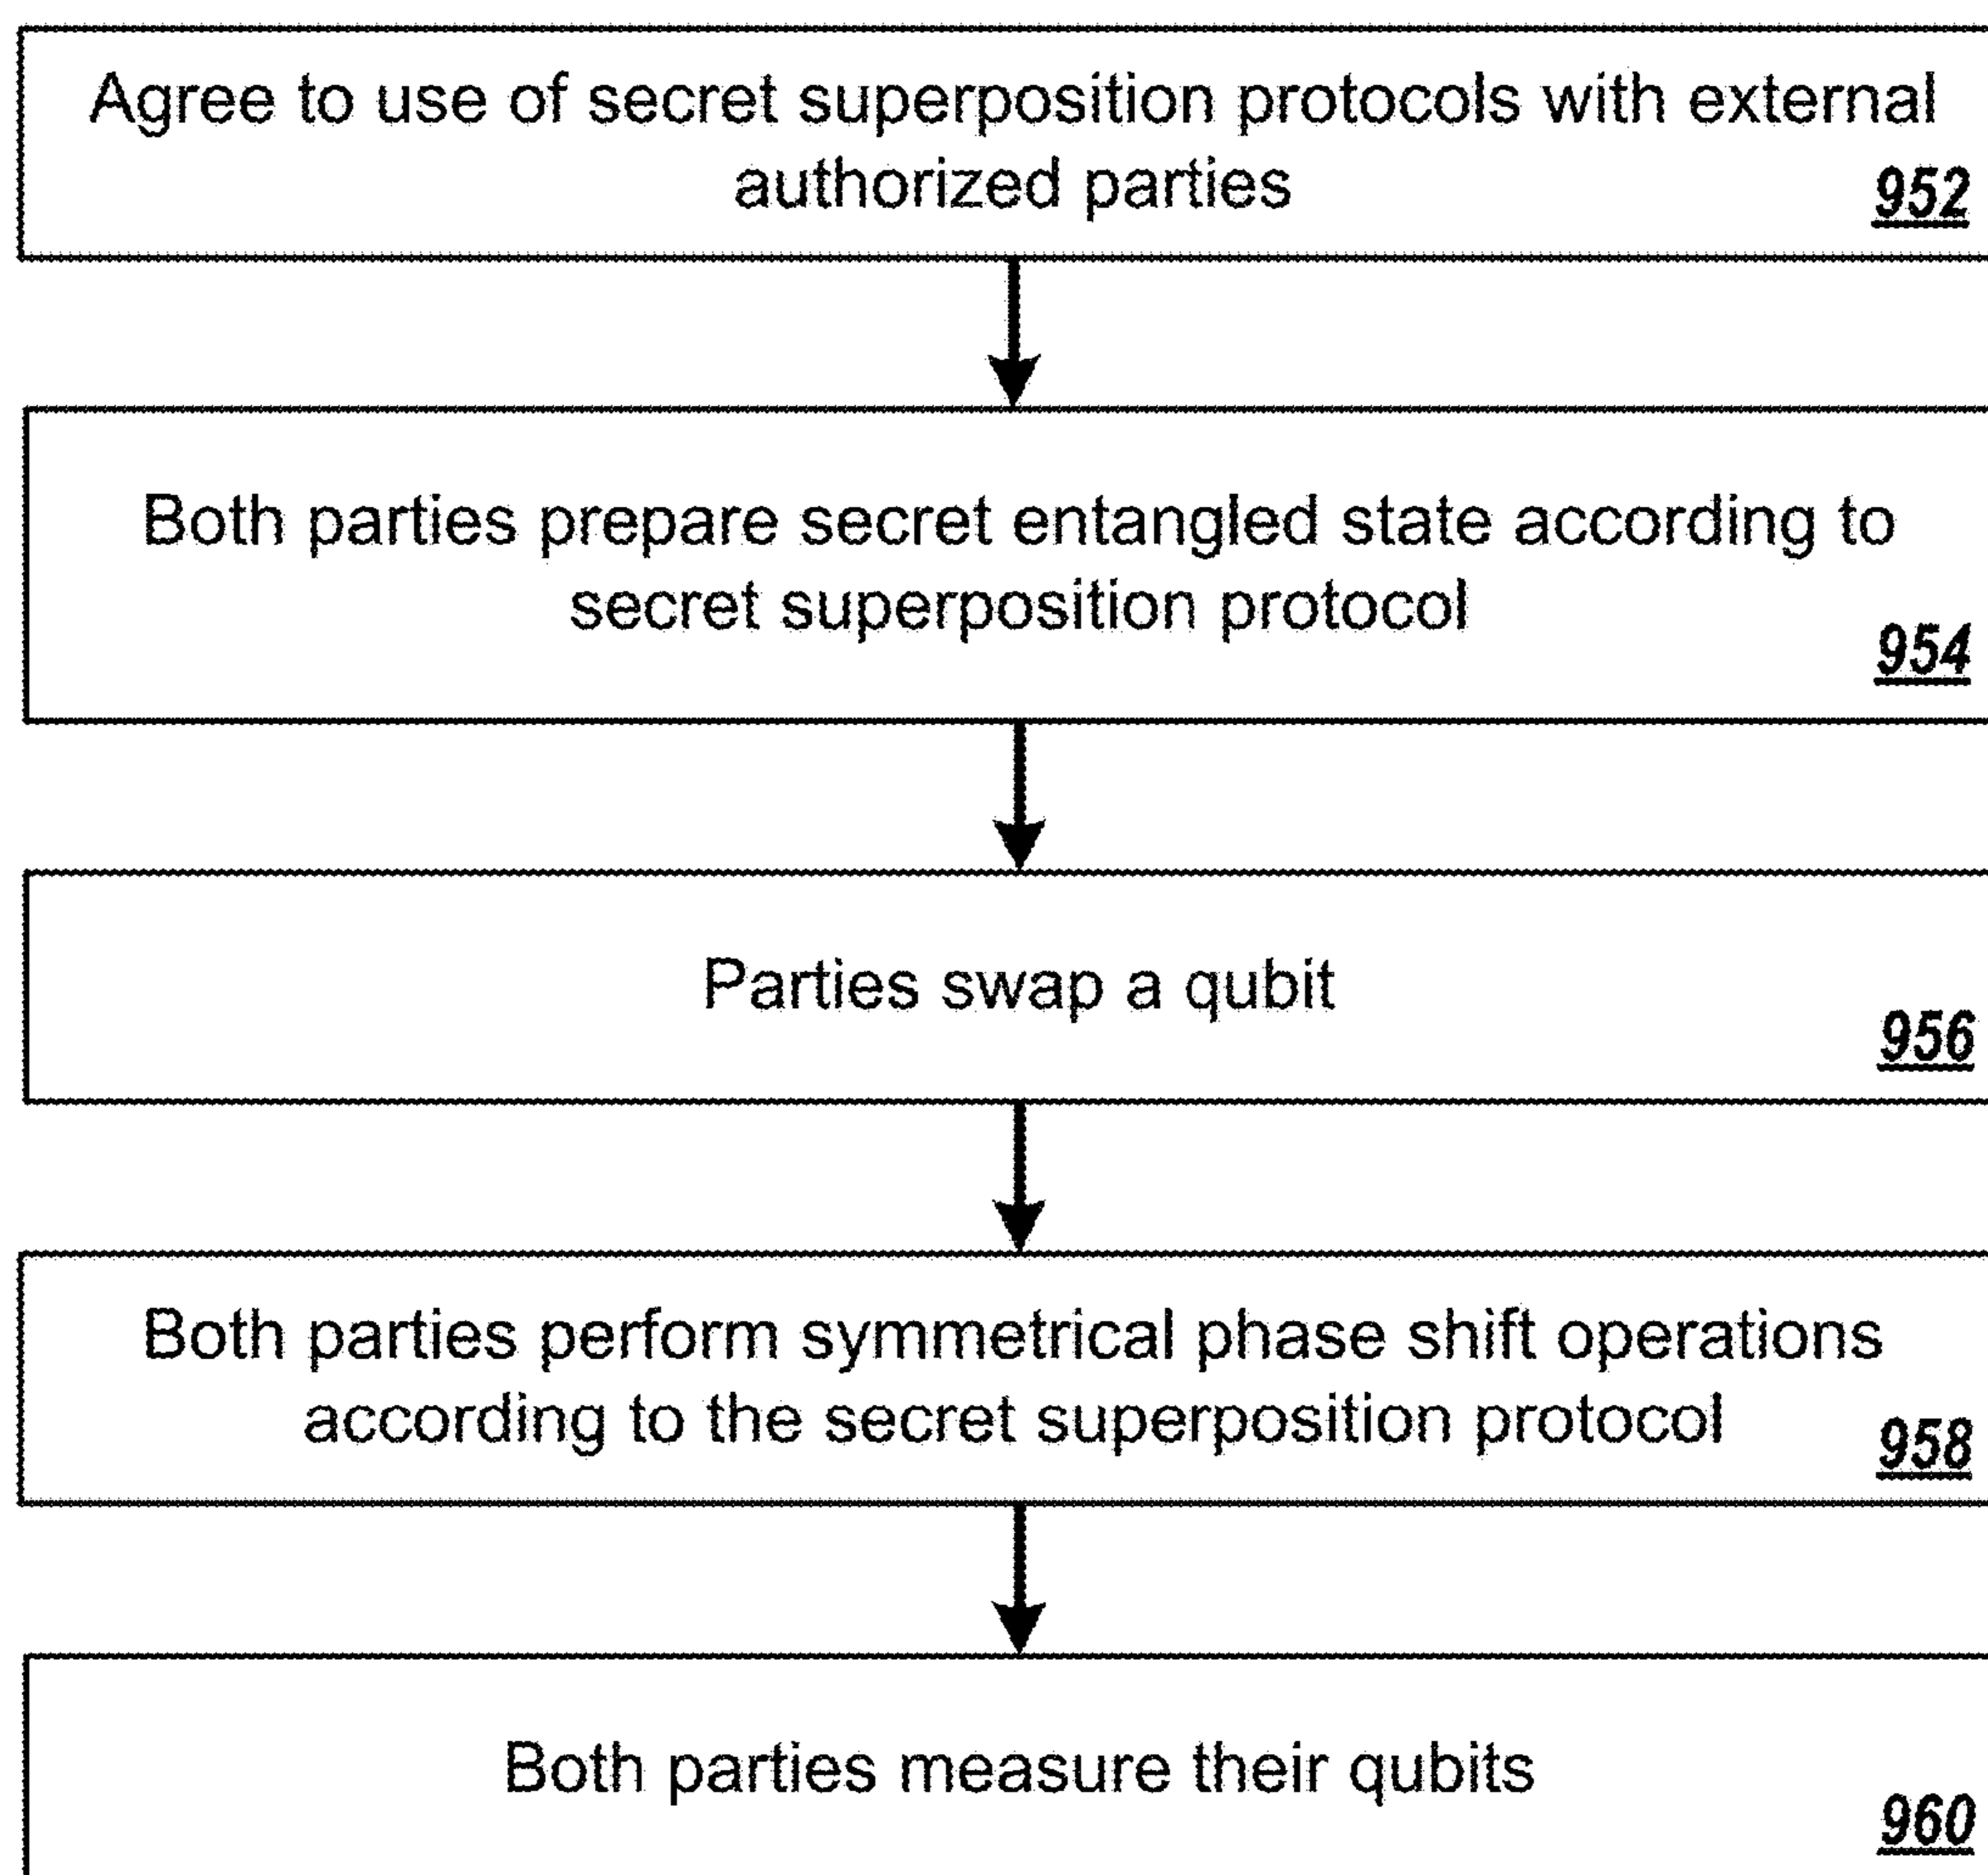 Agree to use of secret superposition protocols with external
authorized parties
952
Both parties prepare secret entangled state according to
secret superposition protocol
954
Parties swap a qubit
956
Both parties perform symmetrical phase shift operations
according to the secret superposition protocol
958
Both parties measure their qubits
960